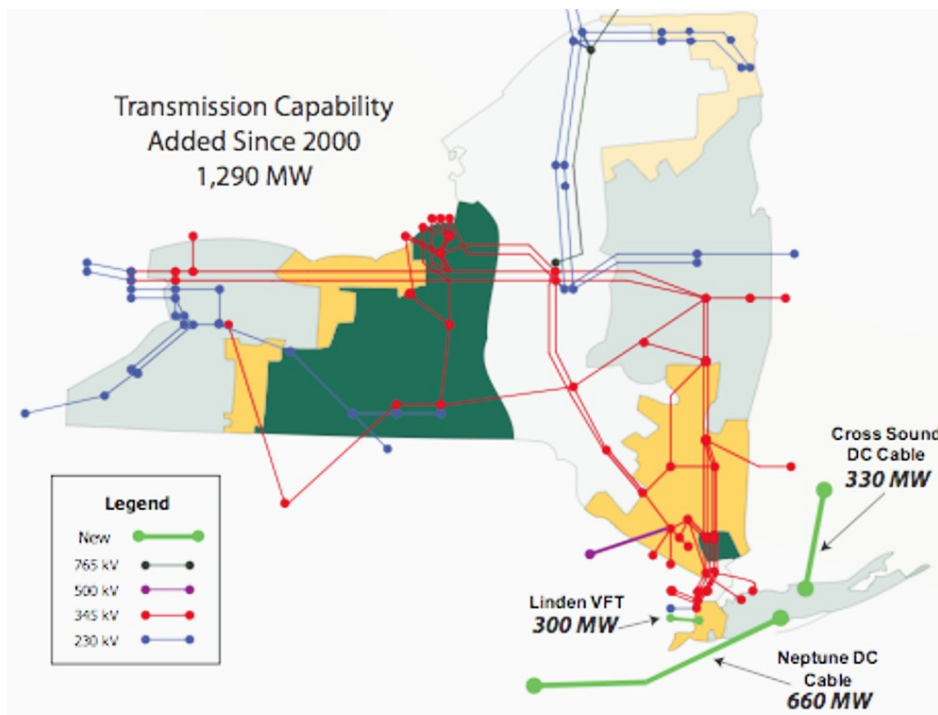 Transmission Capability
Added Since 2000
1,290 MW
Cross Sound
DC Cable
330 MW
Legend
New
765 kV
500 kV
345 kV
230 kV
Linden VFT
300 MW
Neptune DC
Cable
660 MW